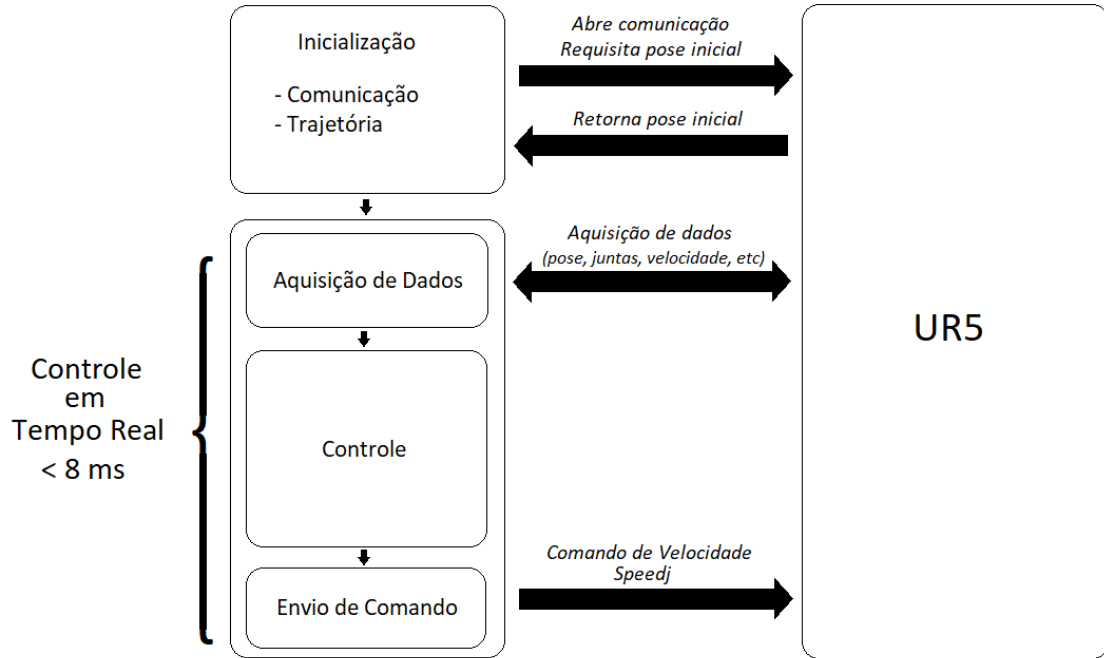 Inicialização
- Comunicação
- Trajetória
Abre comunicação
Requisita pose inicial
Retorna pose inicial
Aquisição de dados
(pose, juntas, velocidade, etc)
Aquisição de Dados
UR5
Controle
em
Tempo Real
< 8 ms
Controle
Comando de Velocidade
Speedj
Envio de Comando